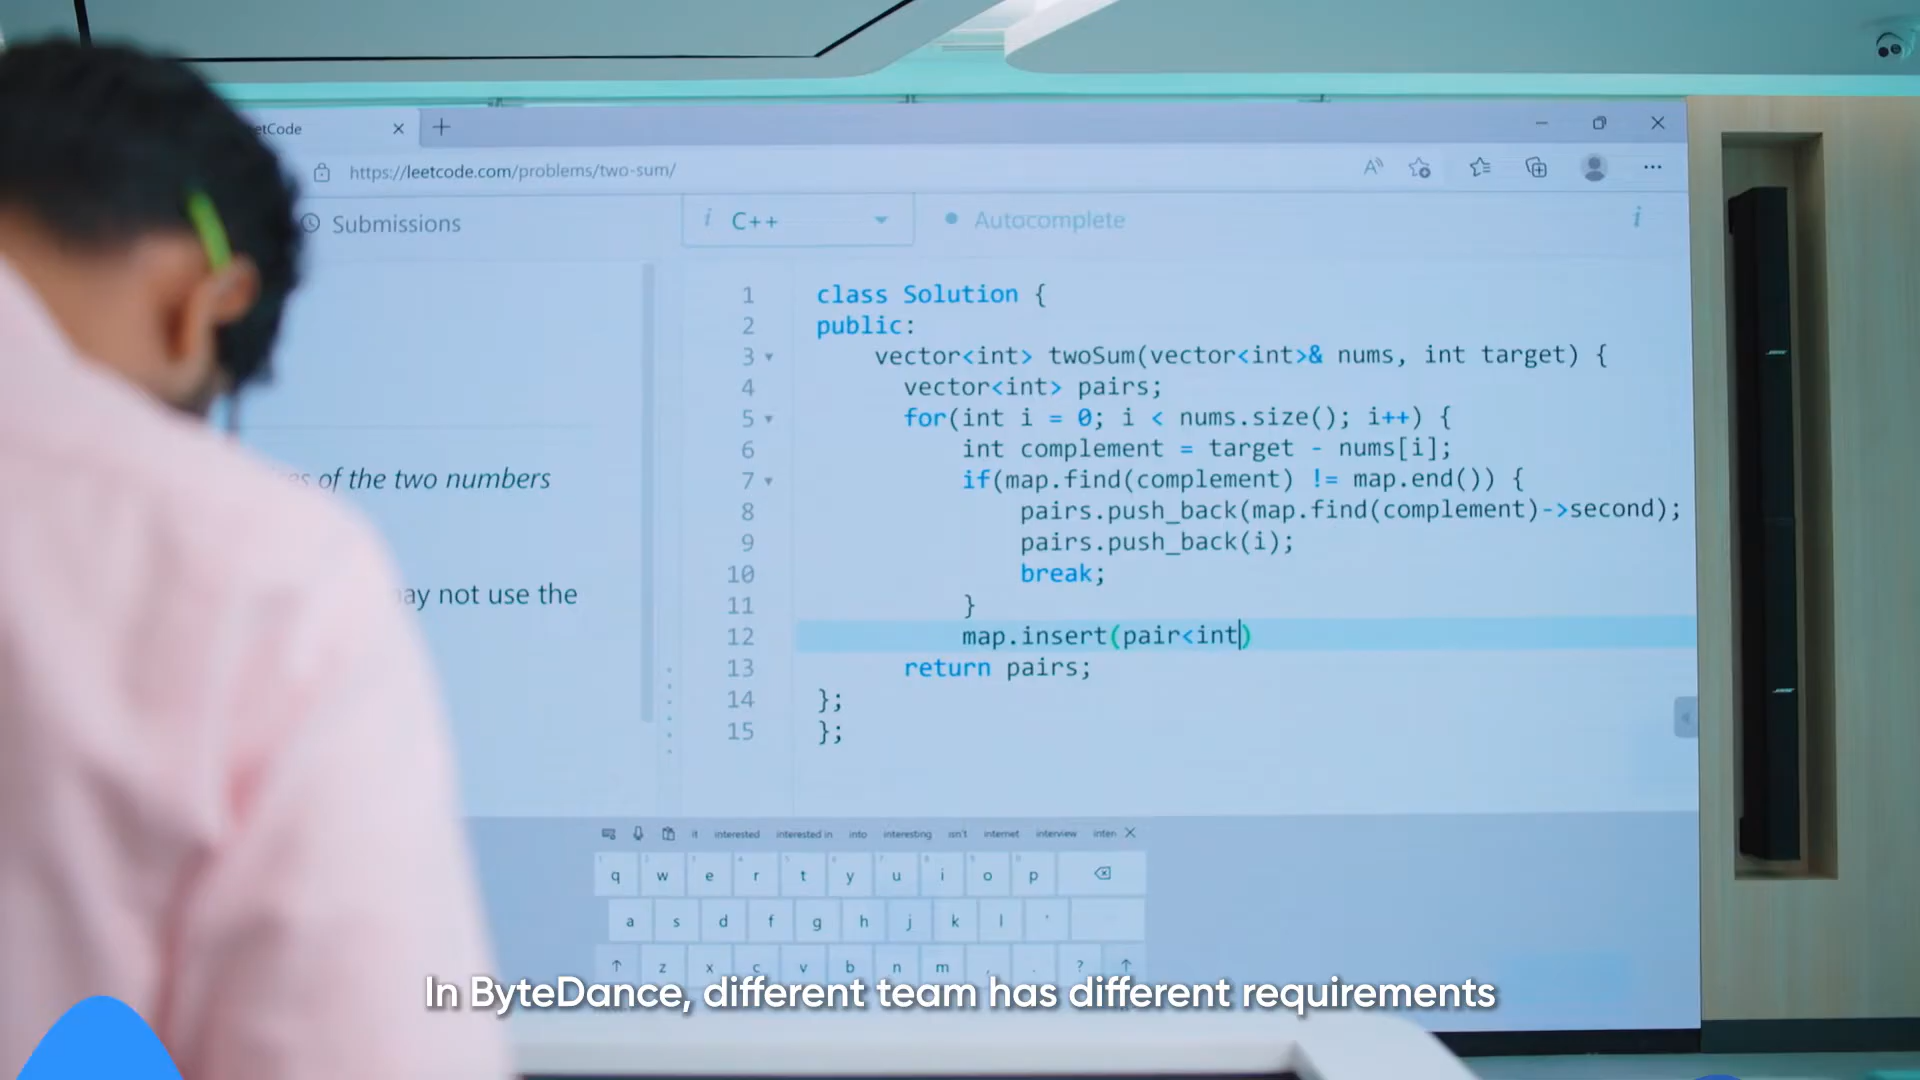 etCode
https://leetcode.com/problems/two-sum/
Submissions
i C++
Autocomplete
i
1 class Solution {
2 public:
3 vector<int> twoSum(vector<int>& nums, int target) {
4 vector<int> pairs;
5 for(int i = 0; i < nums.size(); i++) {
6 int complement = target - nums[i];
7 if(map.find(complement) != map.end()) {
8 pairs.push_back(map.find(complement)->second);
9 pairs.push_back(i);
10 break;
11 }
12 map.insert(pair<int)
13 return pairs;
14 };
15 };
of the two numbers
may not use the
it interested interested in into interesting isn't internet interview inten
q w e r t y u i o p
a s d f g h j k l '
z x c v b n m , . ?
In ByteDance, different team has different requirements